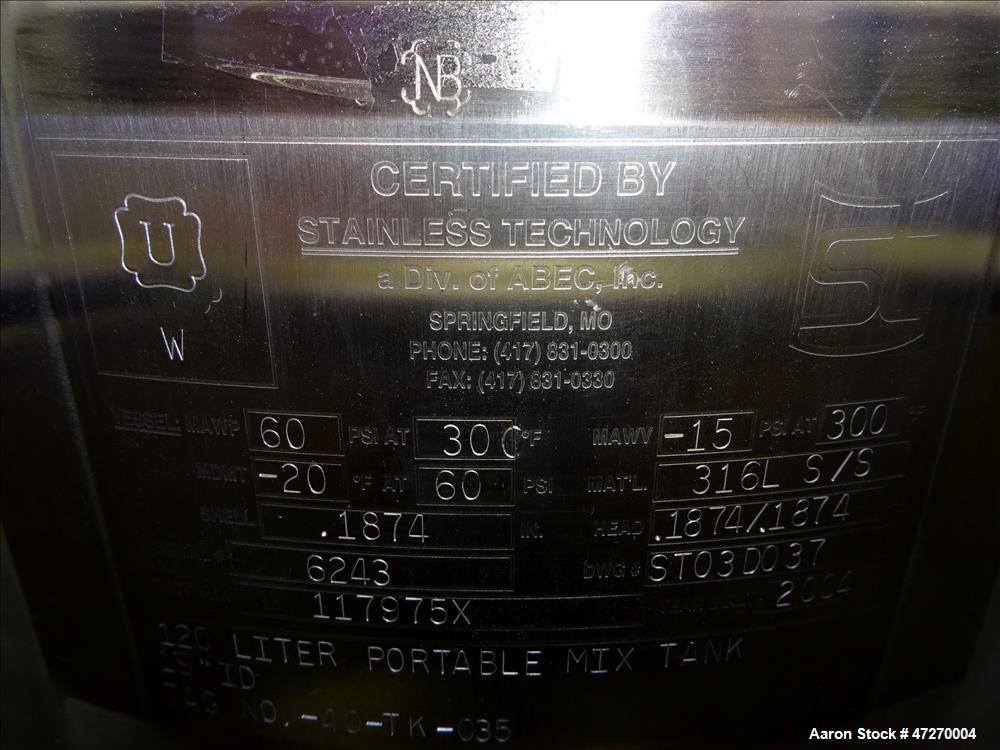 NB
CERTIFIED BY
STAINLESS TECHNOLOGY
a Div. of ABEC, Inc.
SPRINGFIELD, MO
PHONE: (417) 831-0300
FAX: (417) 831-0330
U
W
VESSEL: MAWP 60 PSI AT 300 °F MAWV -15 PSI AT 300 °F
MDMT -20 °F AT 60 PSI MAT'L. 316L S/S
SHELL .1874 IN. HEAD .1874/.1874
6243 DWG # ST03D037
117975X YEAR BUILT 2004
120 LITER PORTABLE MIX TANK
"ID
TAG NO.-40-TK-035
Aaron Stock # 47270004